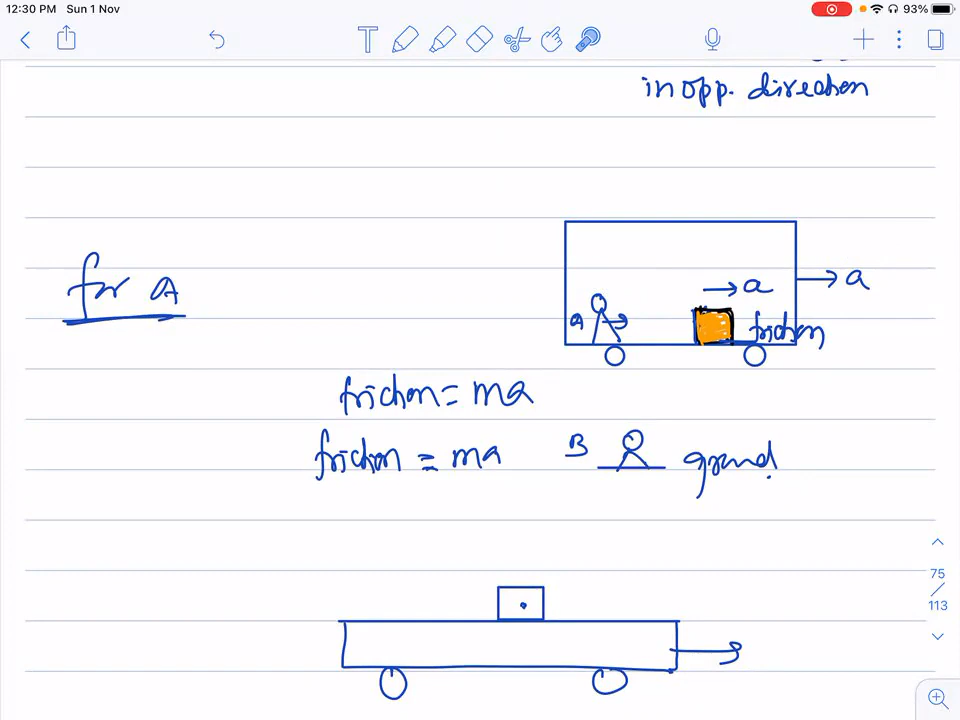 12:30 PM Sun 1 Nov
93%
in opp. direction
for A
→ a
→ a
A
friction
friction = ma
friction = ma
B
ground
75
/
113